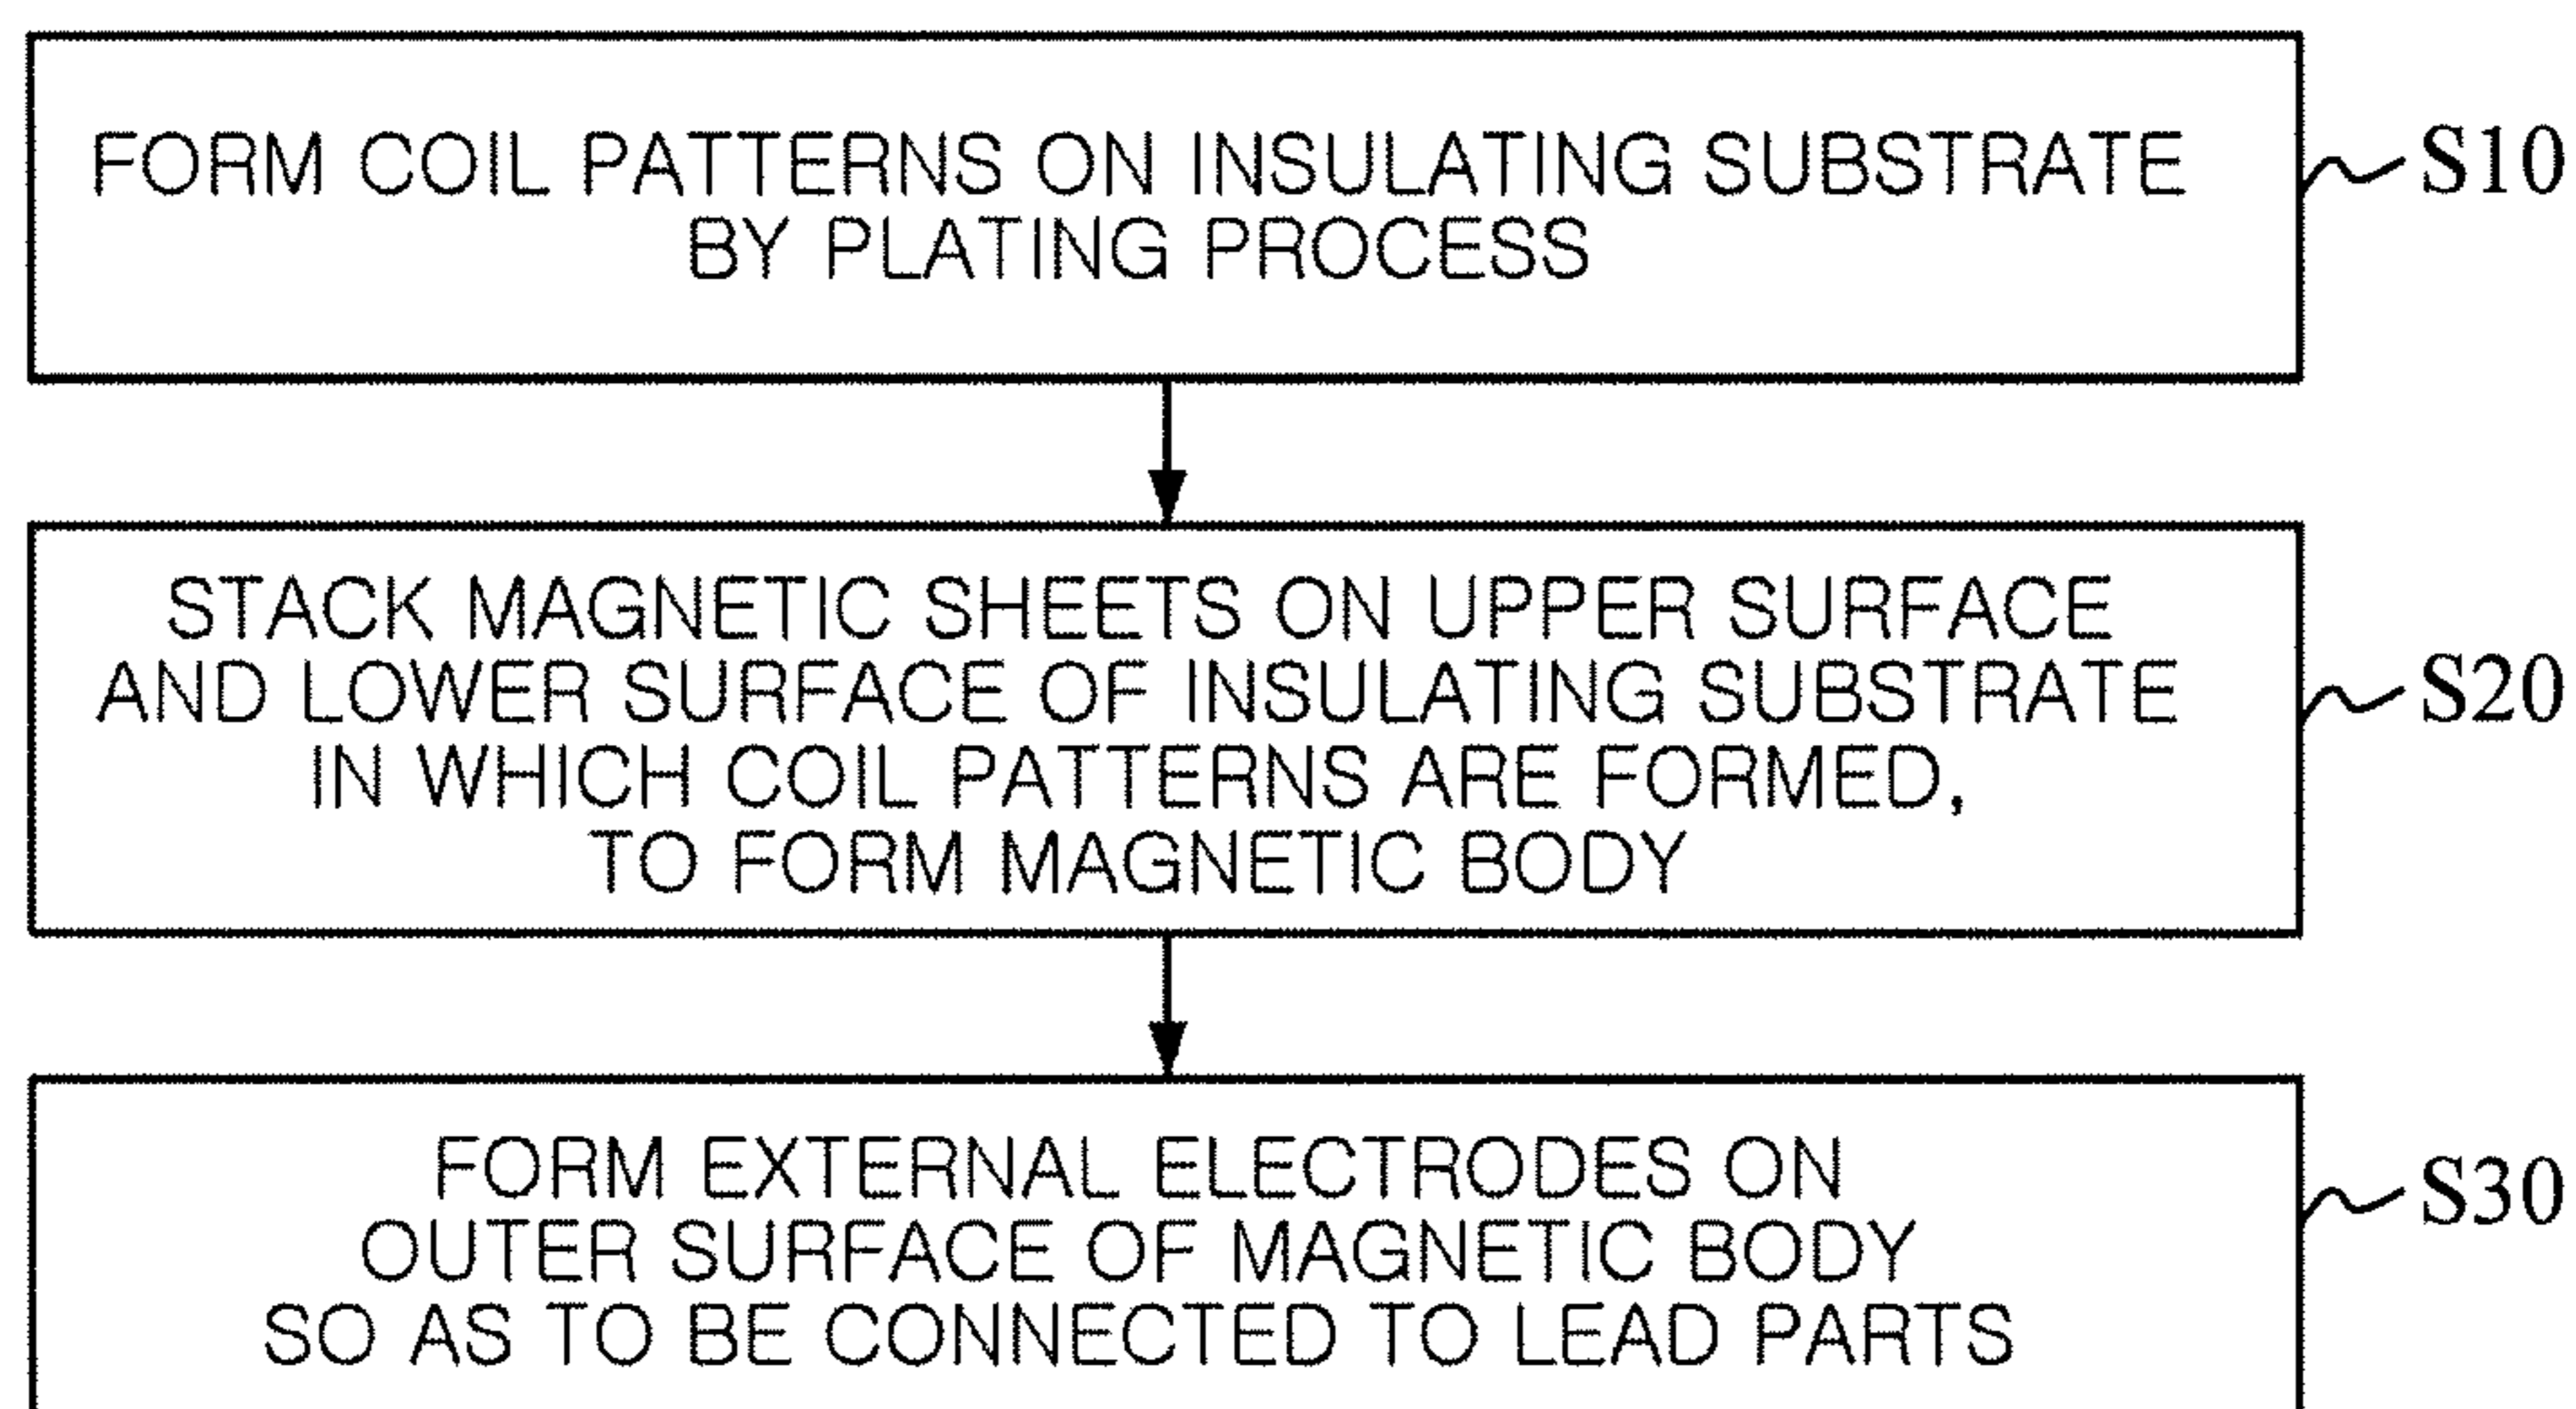 FORM COIL PATTERNS ON INSULATING SUBSTRATE
BY PLATING PROCESS
S10
STACK MAGNETIC SHEETS ON UPPER SURFACE
AND LOWER SURFACE OF INSULATING SUBSTRATE
IN WHICH COIL PATTERNS ARE FORMED,
TO FORM MAGNETIC BODY
S20
FORM EXTERNAL ELECTRODES ON
OUTER SURFACE OF MAGNETIC BODY
SO AS TO BE CONNECTED TO LEAD PARTS
S30